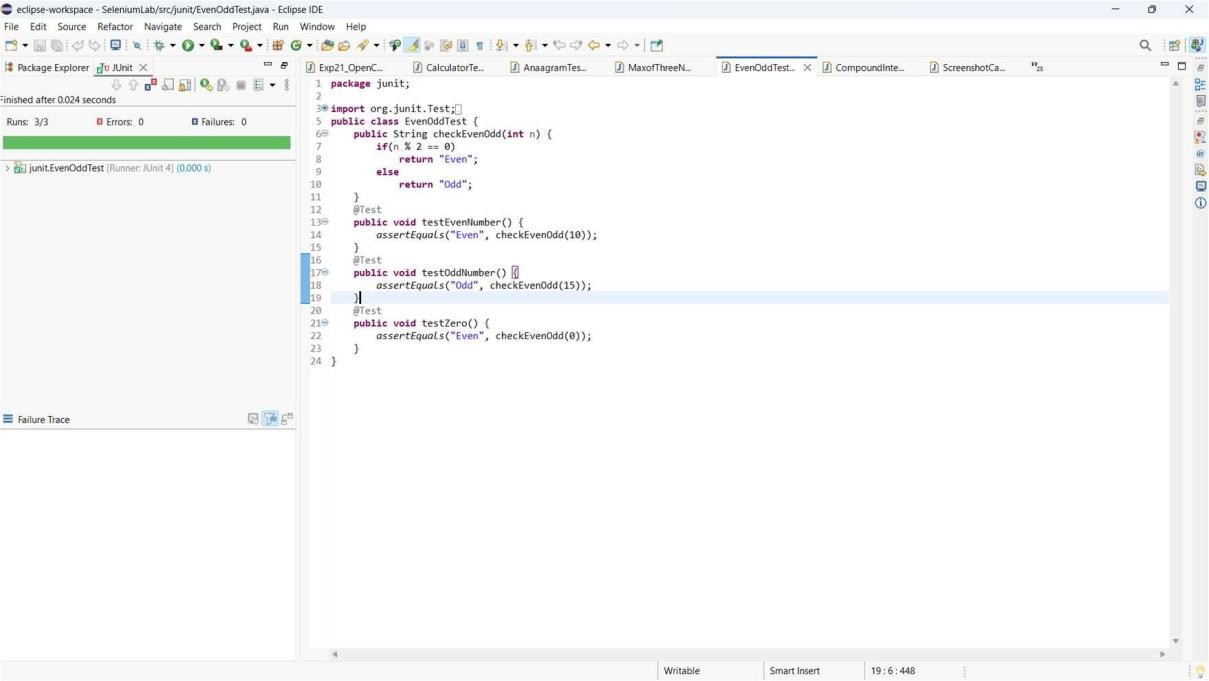 eclipse-workspace - SeleniumLab/src/junit/EvenOddTest.java - Eclipse IDE
File Edit Source Refactor Navigate Search Project Run Window Help
Package Explorer JUnit
Finished after 0.024 seconds
Runs: 3/3 Errors: 0 Failures: 0
junit.EvenOddTest [Runner: JUnit 4] (0.000 s)
Failure Trace
Exp21_OpenC... CalculatorTe... AnaagramTes... MaxofThreeN... EvenOddTest... CompoundInte... ScreenshotCa... »25
1 package junit;
2
3 import org.junit.Test;
5 public class EvenOddTest {
6 public String checkEvenOdd(int n) {
7 if(n % 2 == 0)
8 return "Even";
9 else
10 return "Odd";
11 }
12 @Test
13 public void testEvenNumber() {
14 assertEquals("Even", checkEvenOdd(10));
15 }
16 @Test
17 public void testOddNumber() {
18 assertEquals("Odd", checkEvenOdd(15));
19 }
20 @Test
21 public void testZero() {
22 assertEquals("Even", checkEvenOdd(0));
23 }
24 }
Writable Smart Insert 19 : 6 : 448